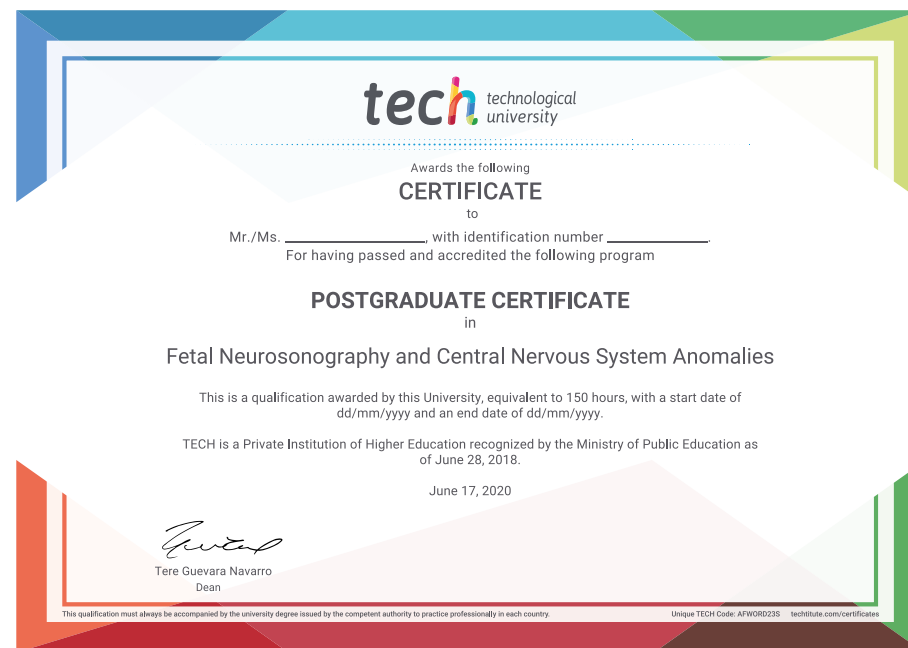 tech technological
university
Awards the following
CERTIFICATE
to
Mr./Ms. ____________, with identification number ____________.
For having passed and accredited the following program
POSTGRADUATE CERTIFICATE
in
Fetal Neurosonography and Central Nervous System Anomalies
This is a qualification awarded by this University, equivalent to 150 hours, with a start date of
dd/mm/yyyy and an end date of dd/mm/yyyy.
TECH is a Private Institution of Higher Education recognized by the Ministry of Public Education as
of June 28, 2018.
June 17, 2020
Tere Guevara Navarro
Dean
This qualification must always be accompanied by the university degree issued by the competent authority to practice professionally in each country. Unique TECH Code: AFWORD23S techtitute.com/certificates